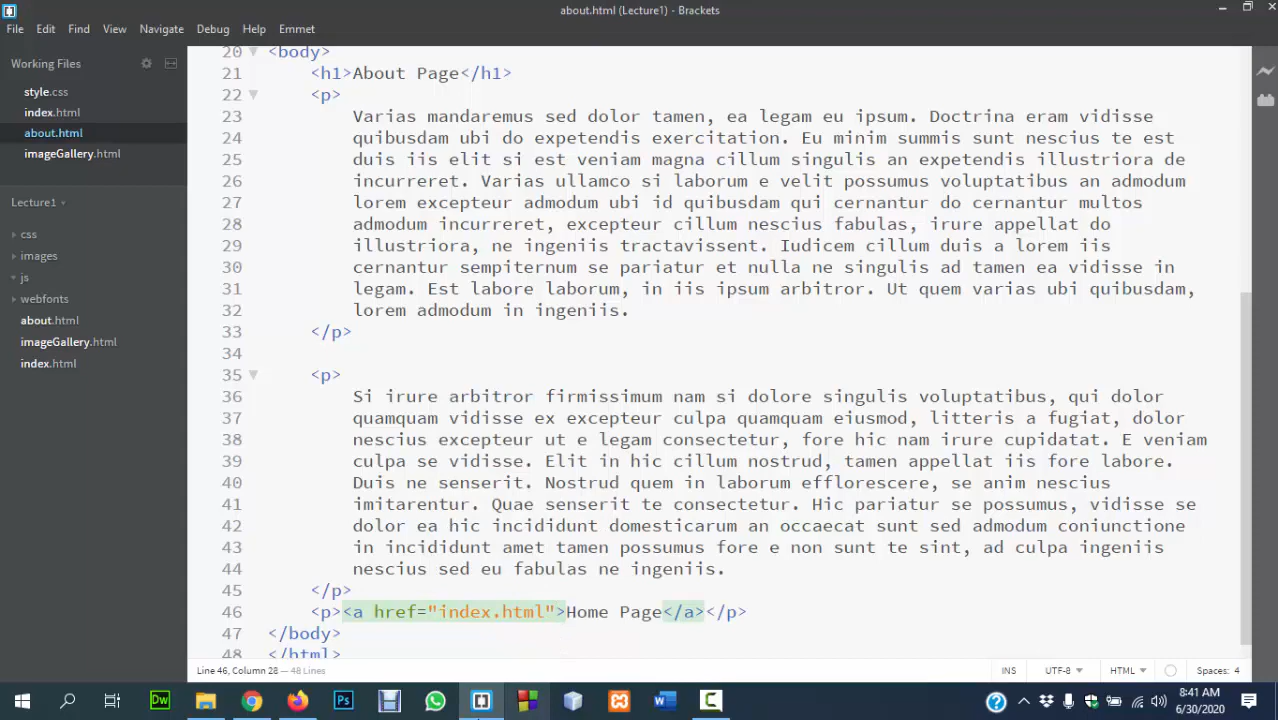 about.html (Lecture1) - Brackets
File Edit Find View Navigate Debug Help Emmet
Working Files
style.css
index.html
about.html
imageGallery.html
Lecture1
css
images
js
webfonts
about.html
imageGallery.html
index.html
20 <body>
21 <h1>About Page</h1>
22 <p>
23 Varias mandaremus sed dolor tamen, ea legam eu ipsum. Doctrina eram vidisse
24 quibusdam ubi do expetendis exercitation. Eu minim summis sunt nescius te est
25 duis iis elit si est veniam magna cillum singulis an expetendis illustriora de
26 incurreret. Varias ullamco si laborum e velit possumus voluptatibus an admodum
27 lorem excepteur admodum ubi id quibusdam qui cernantur do cernantur multos
28 admodum incurreret, excepteur cillum nescius fabulas, irure appellat do
29 illustriora, ne ingeniis tractavissent. Iudicem cillum duis a lorem iis
30 cernantur sempiternum se pariatur et nulla ne singulis ad tamen ea vidisse in
31 legam. Est labore laborum, in iis ipsum arbitror. Ut quem varias ubi quibusdam,
32 lorem admodum in ingeniis.
33 </p>
34
35 <p>
36 Si irure arbitror firmissimum nam si dolore singulis voluptatibus, qui dolor
37 quamquam vidisse ex excepteur culpa quamquam eiusmod, litteris a fugiat, dolor
38 nescius excepteur ut e legam consectetur, fore hic nam irure cupidatat. E veniam
39 culpa se vidisse. Elit in hic cillum nostrud, tamen appellat iis fore labore.
40 Duis ne senserit. Nostrud quem in laborum efflorescere, se anim nescius
41 imitarentur. Quae senserit te consectetur. Hic pariatur se possumus, vidisse se
42 dolor ea hic incididunt domesticarum an occaecat sunt sed admodum coniunctione
43 in incididunt amet tamen possumus fore e non sunt te sint, ad culpa ingeniis
44 nescius sed eu fabulas ne ingeniis.
45 </p>
46 <p><a href="index.html">Home Page</a></p>
47 </body>
48 </html>
Line 46, Column 28 — 48 Lines
INS UTF-8 HTML Spaces: 4
Dw Ps
8:41 AM
6/30/2020